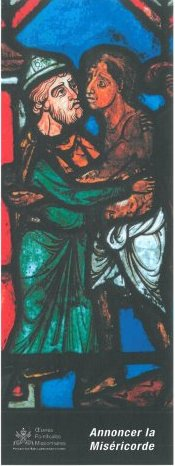 Œuvres
Pontificales
Missionnaires
Annoncer la
Miséricorde